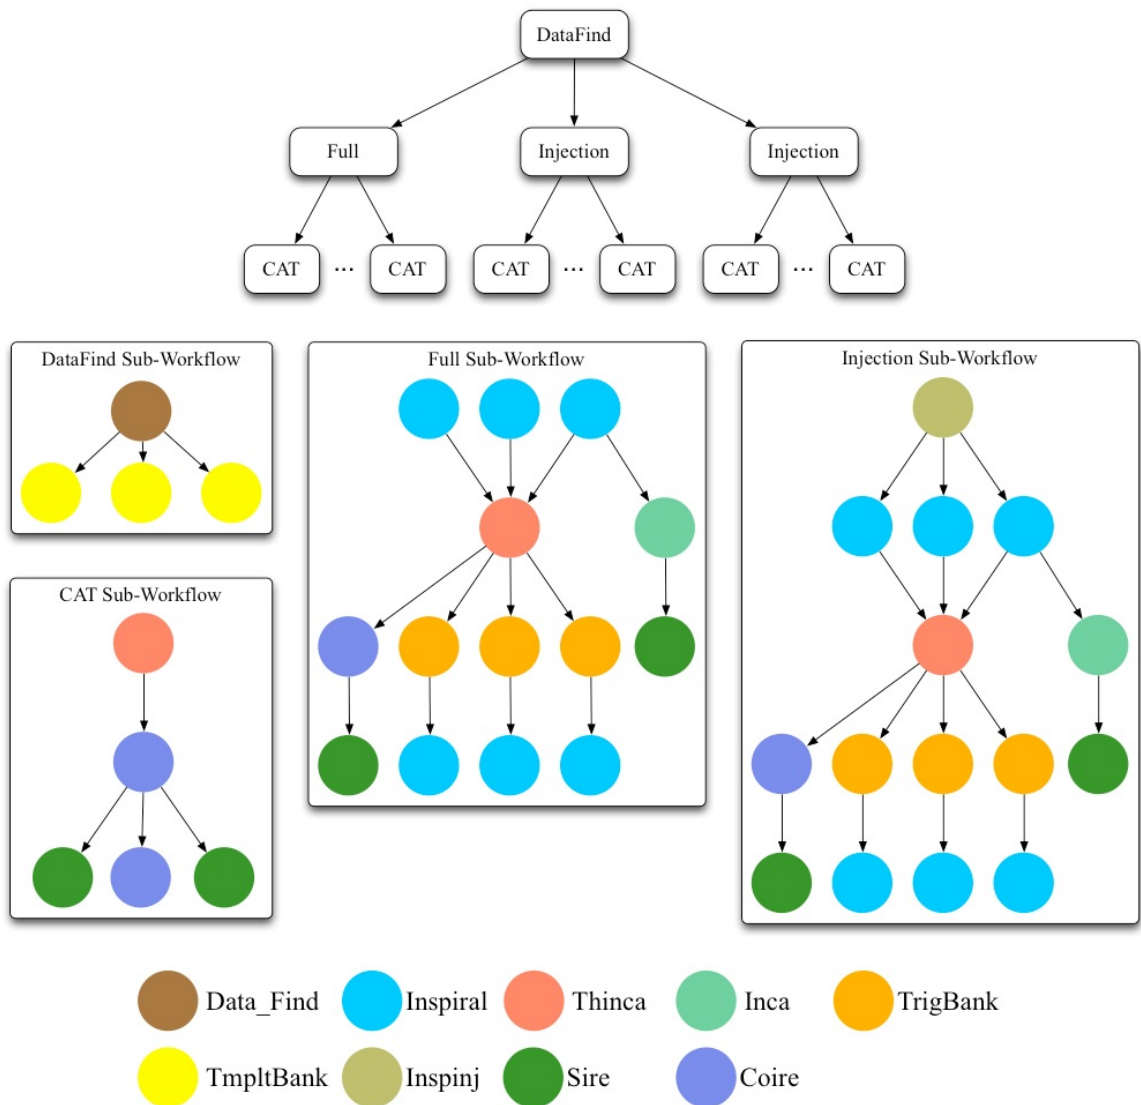 DataFind
Full Injection Injection
CAT ... CAT CAT ... CAT CAT ... CAT
DataFind Sub-Workflow
Full Sub-Workflow
Injection Sub-Workflow
CAT Sub-Workflow
Data_Find Inspiral Thinca Inca TrigBank
TmpltBank Inspinj Sire Coire